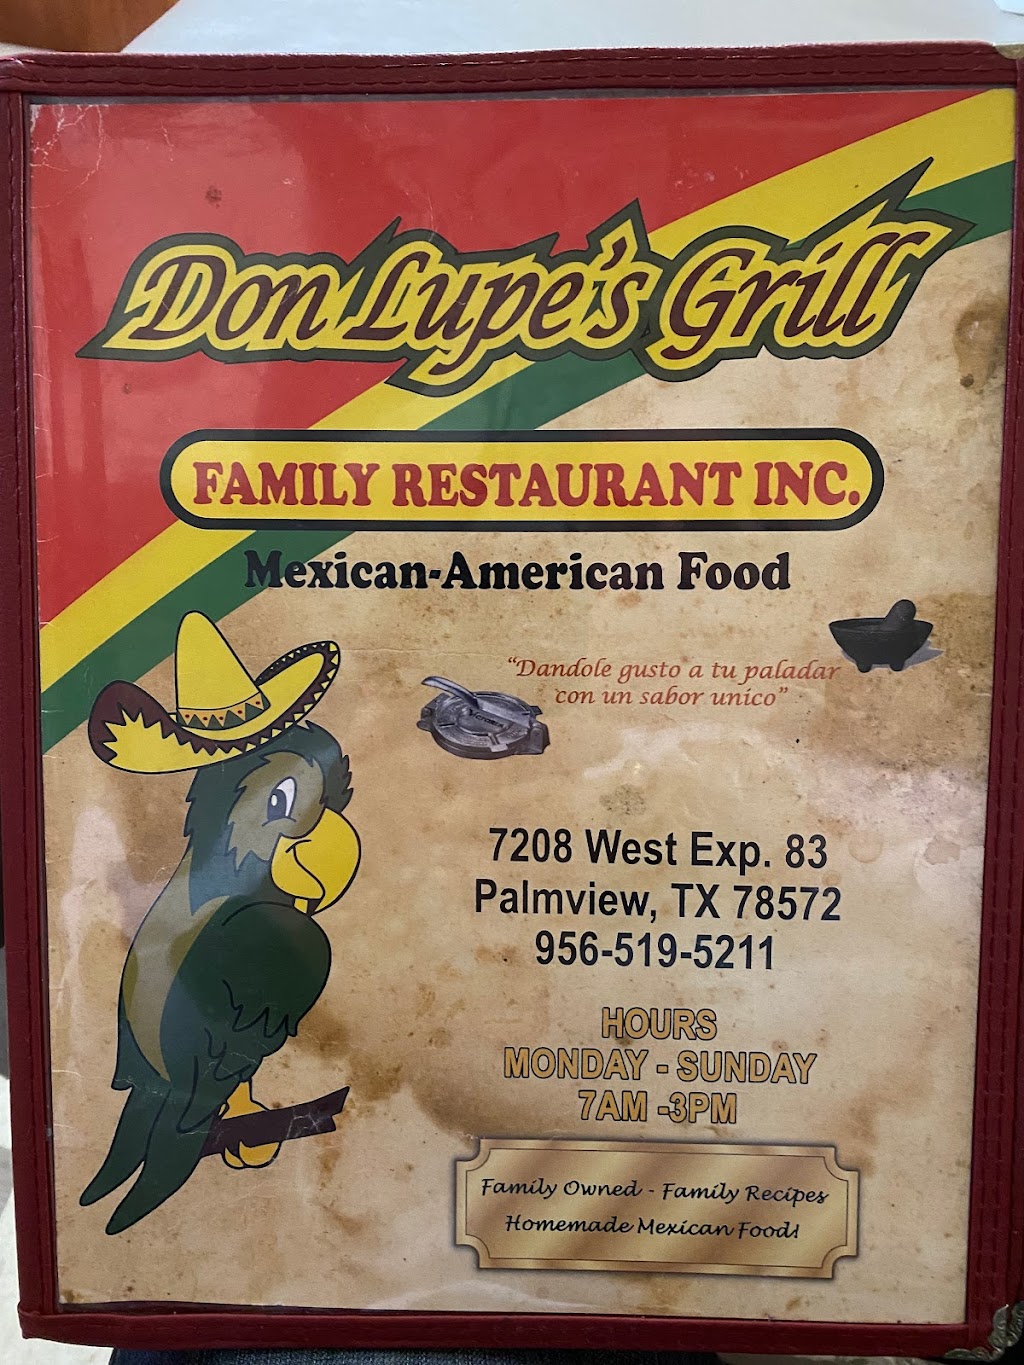 Don Lupe's Grill
FAMILY RESTAURANT INC.
Mexican-American Food
"Dandole gusto a tu paladar
con un sabor unico"
VICTORIA
7208 West Exp. 83
Palmview, TX 78572
956-519-5211
HOURS
MONDAY - SUNDAY
7AM -3PM
Family Owned - Family Recipes
Homemade Mexican Food!